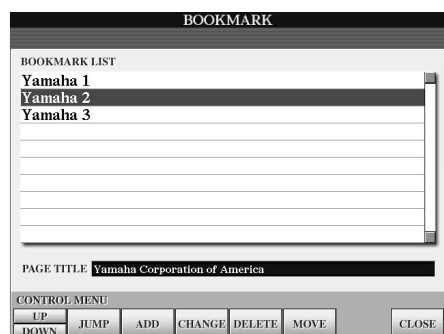 BOOKMARK
BOOKMARK LIST
Yamaha 1
Yamaha 2
Yamaha 3
PAGE TITLE Yamaha Corporation of America
CONTROL MENU
UP
DOWN
JUMP
ADD
CHANGE
DELETE
MOVE
CLOSE